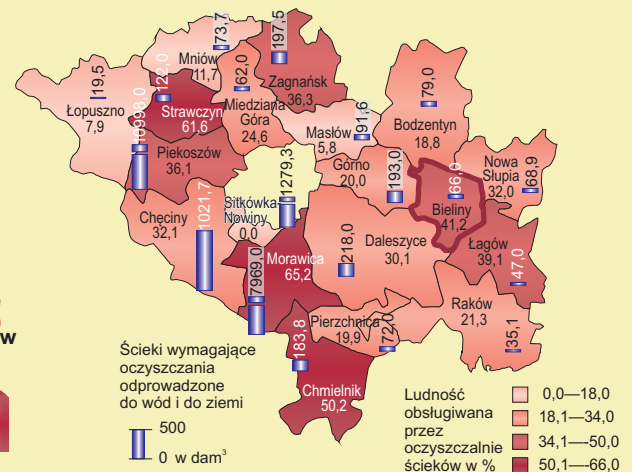 73,7
Mniów
11,7
197,5
Zagnańsk
36,3
19,5
Łopuszno
7,9
122,0
Strawczyn
61,6
62,0
Miedziana
Góra
24,6
Masłów
5,8
91,6
79,0
Bodzentyn
18,8
10998,0
Piekoszów
36,1
Górno
20,0
193,0
Nowa
Słupia
32,0
68,9
66,0
Bieliny
41,2
Chęciny
32,1
1021,7
Sitkówka-
Nowiny
0,0
1279,3
Daleszyce
30,1
218,0
Łagów
39,1
47,0
Morawica
65,2
7969,0
Raków
21,3
35,1
Pierzchnica
19,9
72,0
183,8
Chmielnik
50,2
w
Ścieki wymagające
oczyszczania
odprowadzone
do wód i do ziemi
500
0 w dam³
Ludność
obsługiwana
przez
oczyszczalnie
ścieków w %
0,0—18,0
18,1—34,0
34,1—-50,0
50,1—-66,0